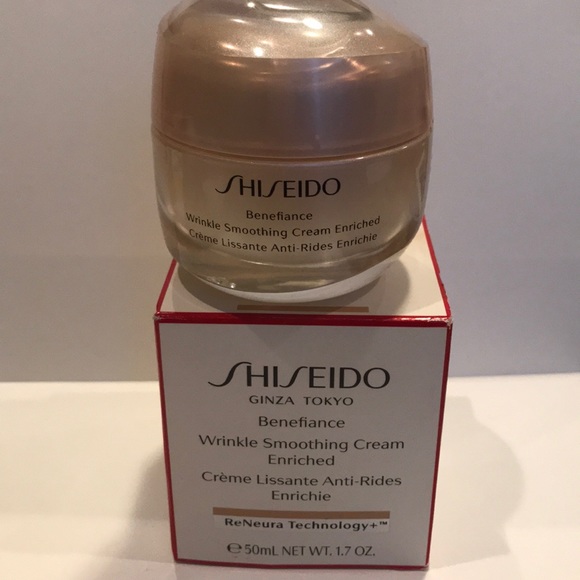 SHISEIDO
Benefiance
Wrinkle Smoothing Cream Enriched
Crème Lissante Anti-Rides Enrichie
SHISEIDO
GINZA TOKYO
Benefiance
Wrinkle Smoothing Cream
Enriched
Crème Lissante Anti-Rides
Enrichie
ReNeura Technology+™
℮50mL NET WT. 1.7 OZ.